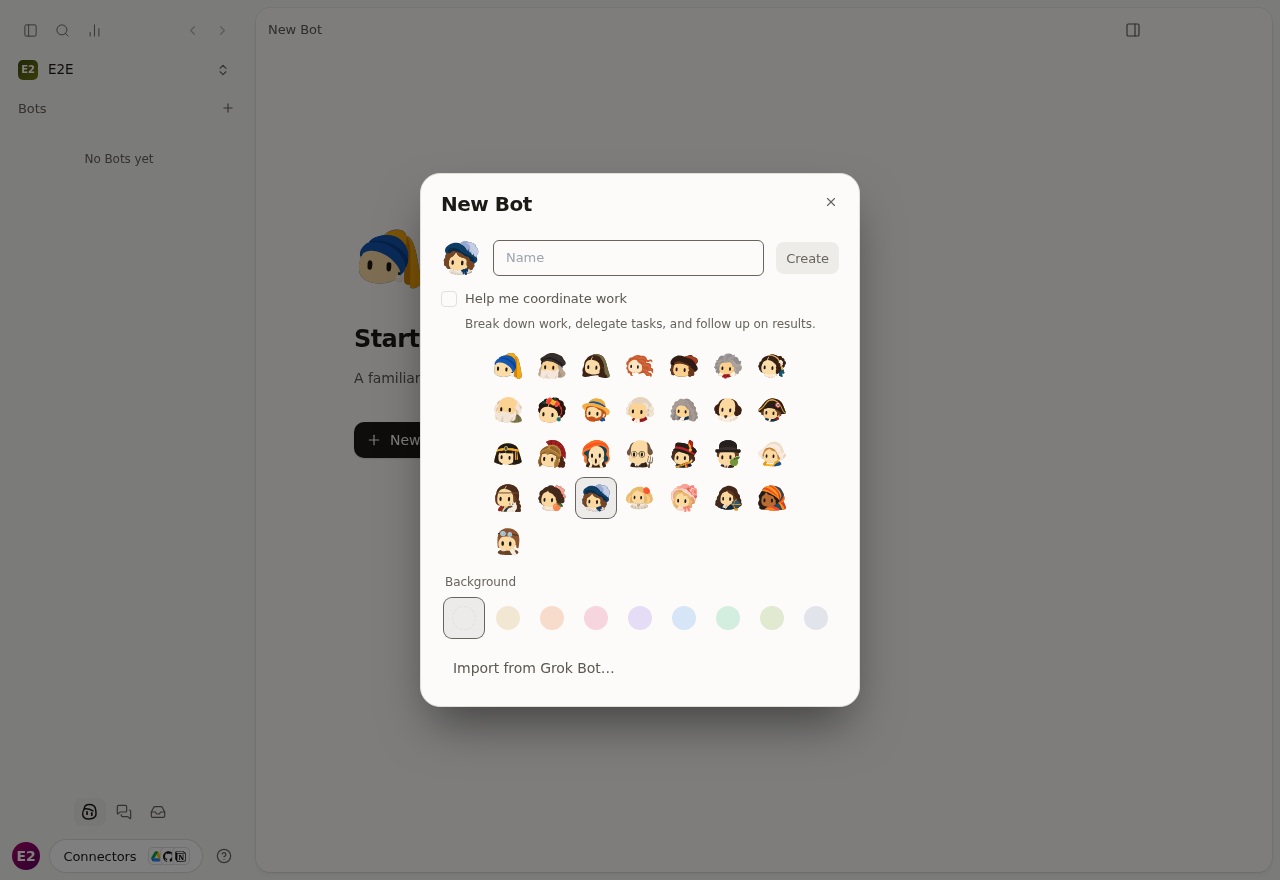 New Bot
E2 E2E
Bots
No Bots yet
Start
A familiar
New
New Bot
Name
Create
Help me coordinate work
Break down work, delegate tasks, and follow up on results.
Background
Import from Grok Bot...
E2
Connectors